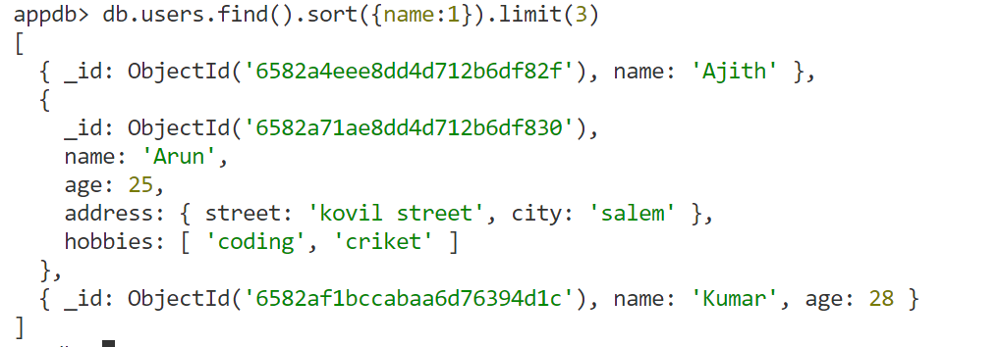 appdb> db.users.find().sort({name:1}).limit(3)
[
  { _id: ObjectId('6582a4eee8dd4d712b6df82f'), name: 'Ajith' },
  {
    _id: ObjectId('6582a71ae8dd4d712b6df830'),
    name: 'Arun',
    age: 25,
    address: { street: 'kovil street', city: 'salem' },
    hobbies: [ 'coding', 'criket' ]
  },
  { _id: ObjectId('6582af1bccabaa6d76394d1c'), name: 'Kumar', age: 28 }
]